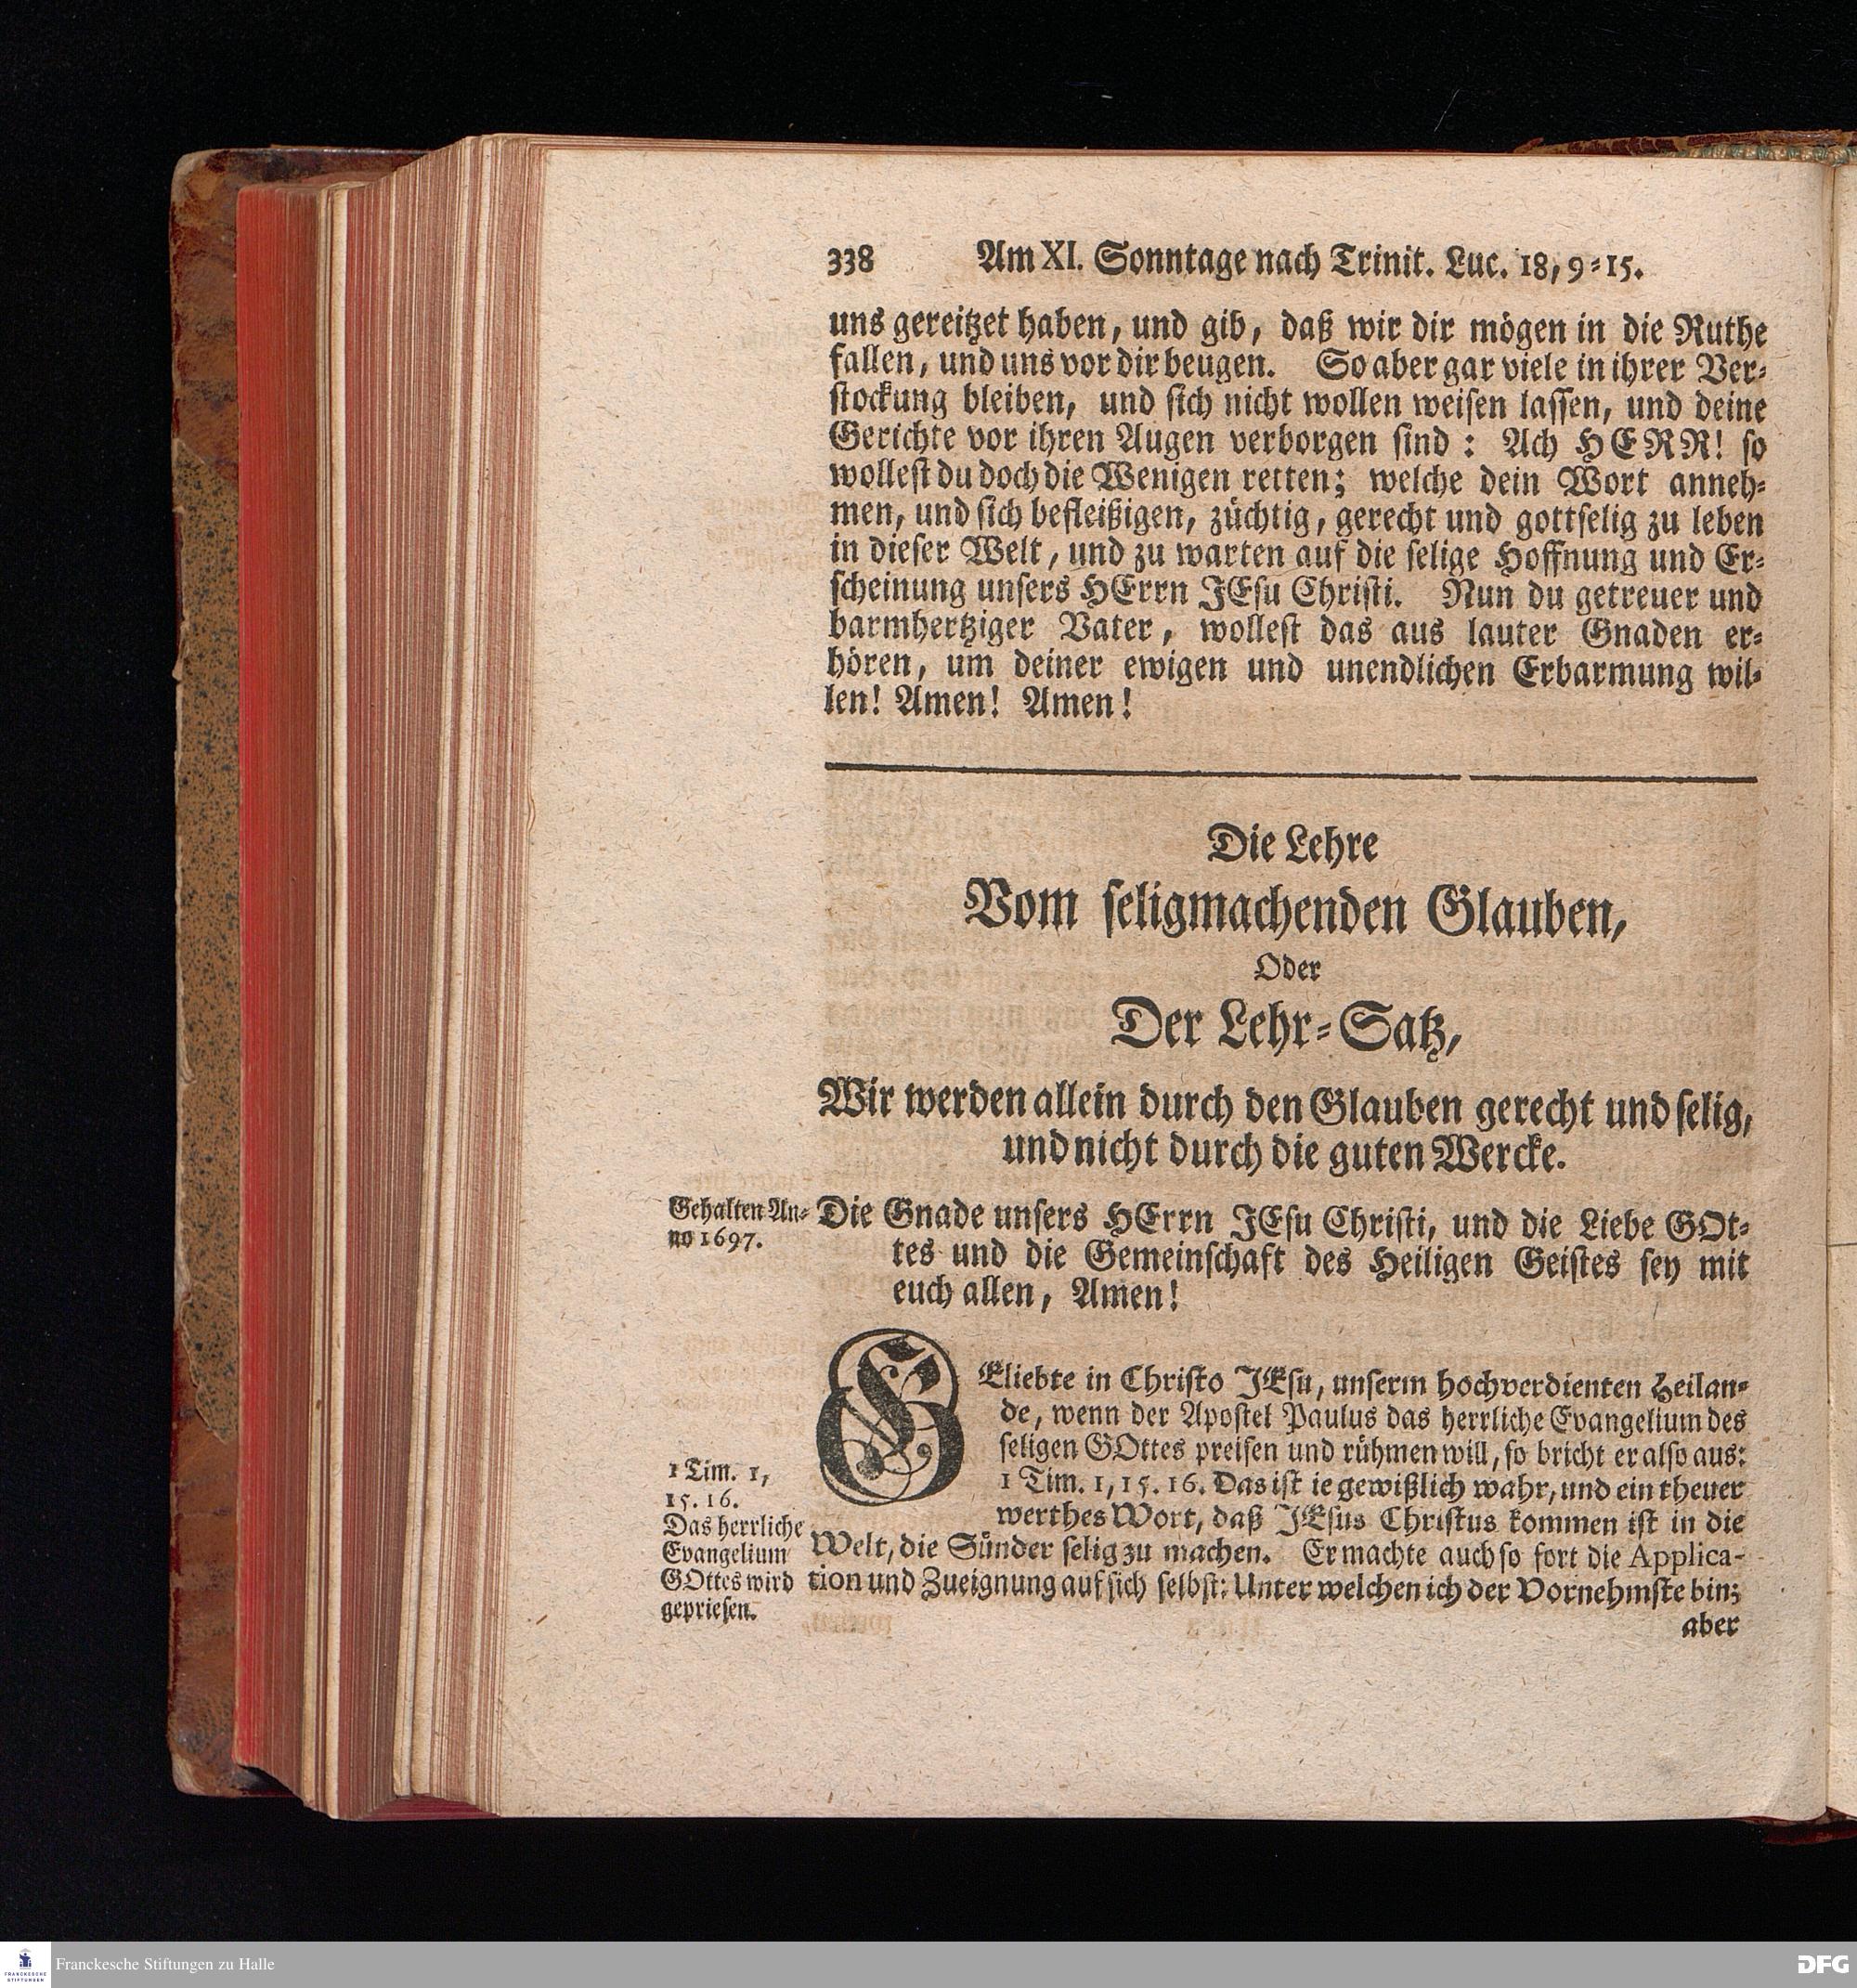 338 Am XI. Sonntage nach Trinit. Luc. 18, 9=15.
uns gereitzet haben, und gib, daß wir dir mögen in die Ruthe
fallen, und uns vor dir beugen. So aber gar viele in ihrer Ver=
stockung bleiben, und sich nicht wollen weisen lassen, und deine
Gerichte vor ihren Augen verborgen sind: Ach HERR! so
wollest du doch die Wenigen retten; welche dein Wort anneh=
men, und sich befleißigen, züchtig, gerecht und gottselig zu leben
in dieser Welt, und zu warten auf die selige Hoffnung und Er=
scheinung unsers HErrn JEsu Christi. Nun du getreuer und
barmhertziger Vater, wollest das aus lauter Gnaden er=
hören, um deiner ewigen und unendlichen Erbarmung wil=
len! Amen! Amen!
Die Lehre
Vom seligmachenden Glauben,
Oder
Der Lehr=Satz,
Wir werden allein durch den Glauben gerecht und selig,
und nicht durch die guten Wercke.
Gehalten An=
no 1697.
Die Gnade unsers HErrn JEsu Christi, und die Liebe GOt=
tes und die Gemeinschaft des Heiligen Geistes sey mit
euch allen, Amen!
GEliebte in Christo JEsu, unserm hochverdienten Heilan=
de, wenn der Apostel Paulus das herrliche Evangelium des
seligen GOttes preisen und rühmen will, so bricht er also aus:
1 Tim. 1, 15. 16. Das ist ie gewißlich wahr, und ein theuer
werthes Wort, daß JEsus Christus kommen ist in die
Welt, die Sünder selig zu machen. Er machte auch so fort die Applica-
tion und Zueignung auf sich selbst: Unter welchen ich der Vornehmste bin;
aber
1 Tim. 1,
15. 16.
Das herrliche
Evangelium
GOttes wird
gepriesen.
FRANCKESCHE
STIFTUNGEN
Franckesche Stiftungen zu Halle
DFG